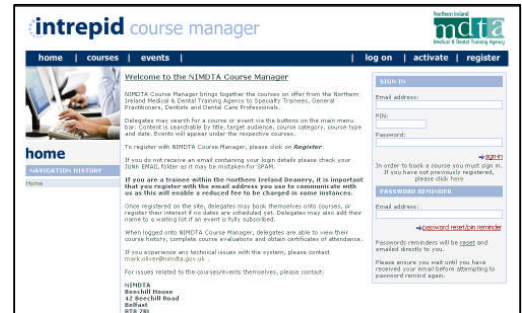 intrepid course manager
Northern Ireland
mdta
Medical & Dental Training Agency
home | courses | events |
| log on | activate | register
Welcome to the NIMDTA Course Manager
NIMDTA Course Manager brings together the courses on offer from the Northern
Ireland Medical & Dental Training Agency to Specialty Trainees, General
Practitioners, Dentists and Dental Care Professionals.
Delegates may search for a course or event via the buttons on the main menu
bar. Content is searchable by title, target audience, course category, course type
and date. Events will appear under the respective courses.
To register with NIMDTA Course Manager, please click on Register.
If you do not receive an email containing your login details please check your
JUNK EMAIL folder as it may be mistaken for SPAM.
If you are a trainee within the Northern Ireland Deanery, it is important
that you register with the email address you use to communicate with
us as this will enable a reduced fee to be charged in some instances.
Once registered on the site, delegates may book themselves onto courses, or
register their interest if no dates are scheduled yet. Delegates may also add their
name to a waiting list if an event is fully subscribed.
When logged onto NIMDTA Course Manager, delegates are able to view their
course history, complete course evaluations and obtain certificates of attendance.
If you experience any technical issues with the system, please contact
mark.oliver@nimdta.gov.uk .
For issues related to the courses/events themselves, please contact:
NIMDTA
Beechill House
42 Beechill Road
Belfast
BT8 7RL
home
NAVIGATION HISTORY
Home
SIGN IN
Email address:
PIN:
Password:
sign-in
In order to book a course you must sign in.
If you have not previously registered,
please click here
PASSWORD REMINDER
Email address:
password reset/pin reminder
Passwords reminders will be reset and
emailed directly to you.
Please ensure you wait until you have
received your email before attempting to
password remind again.